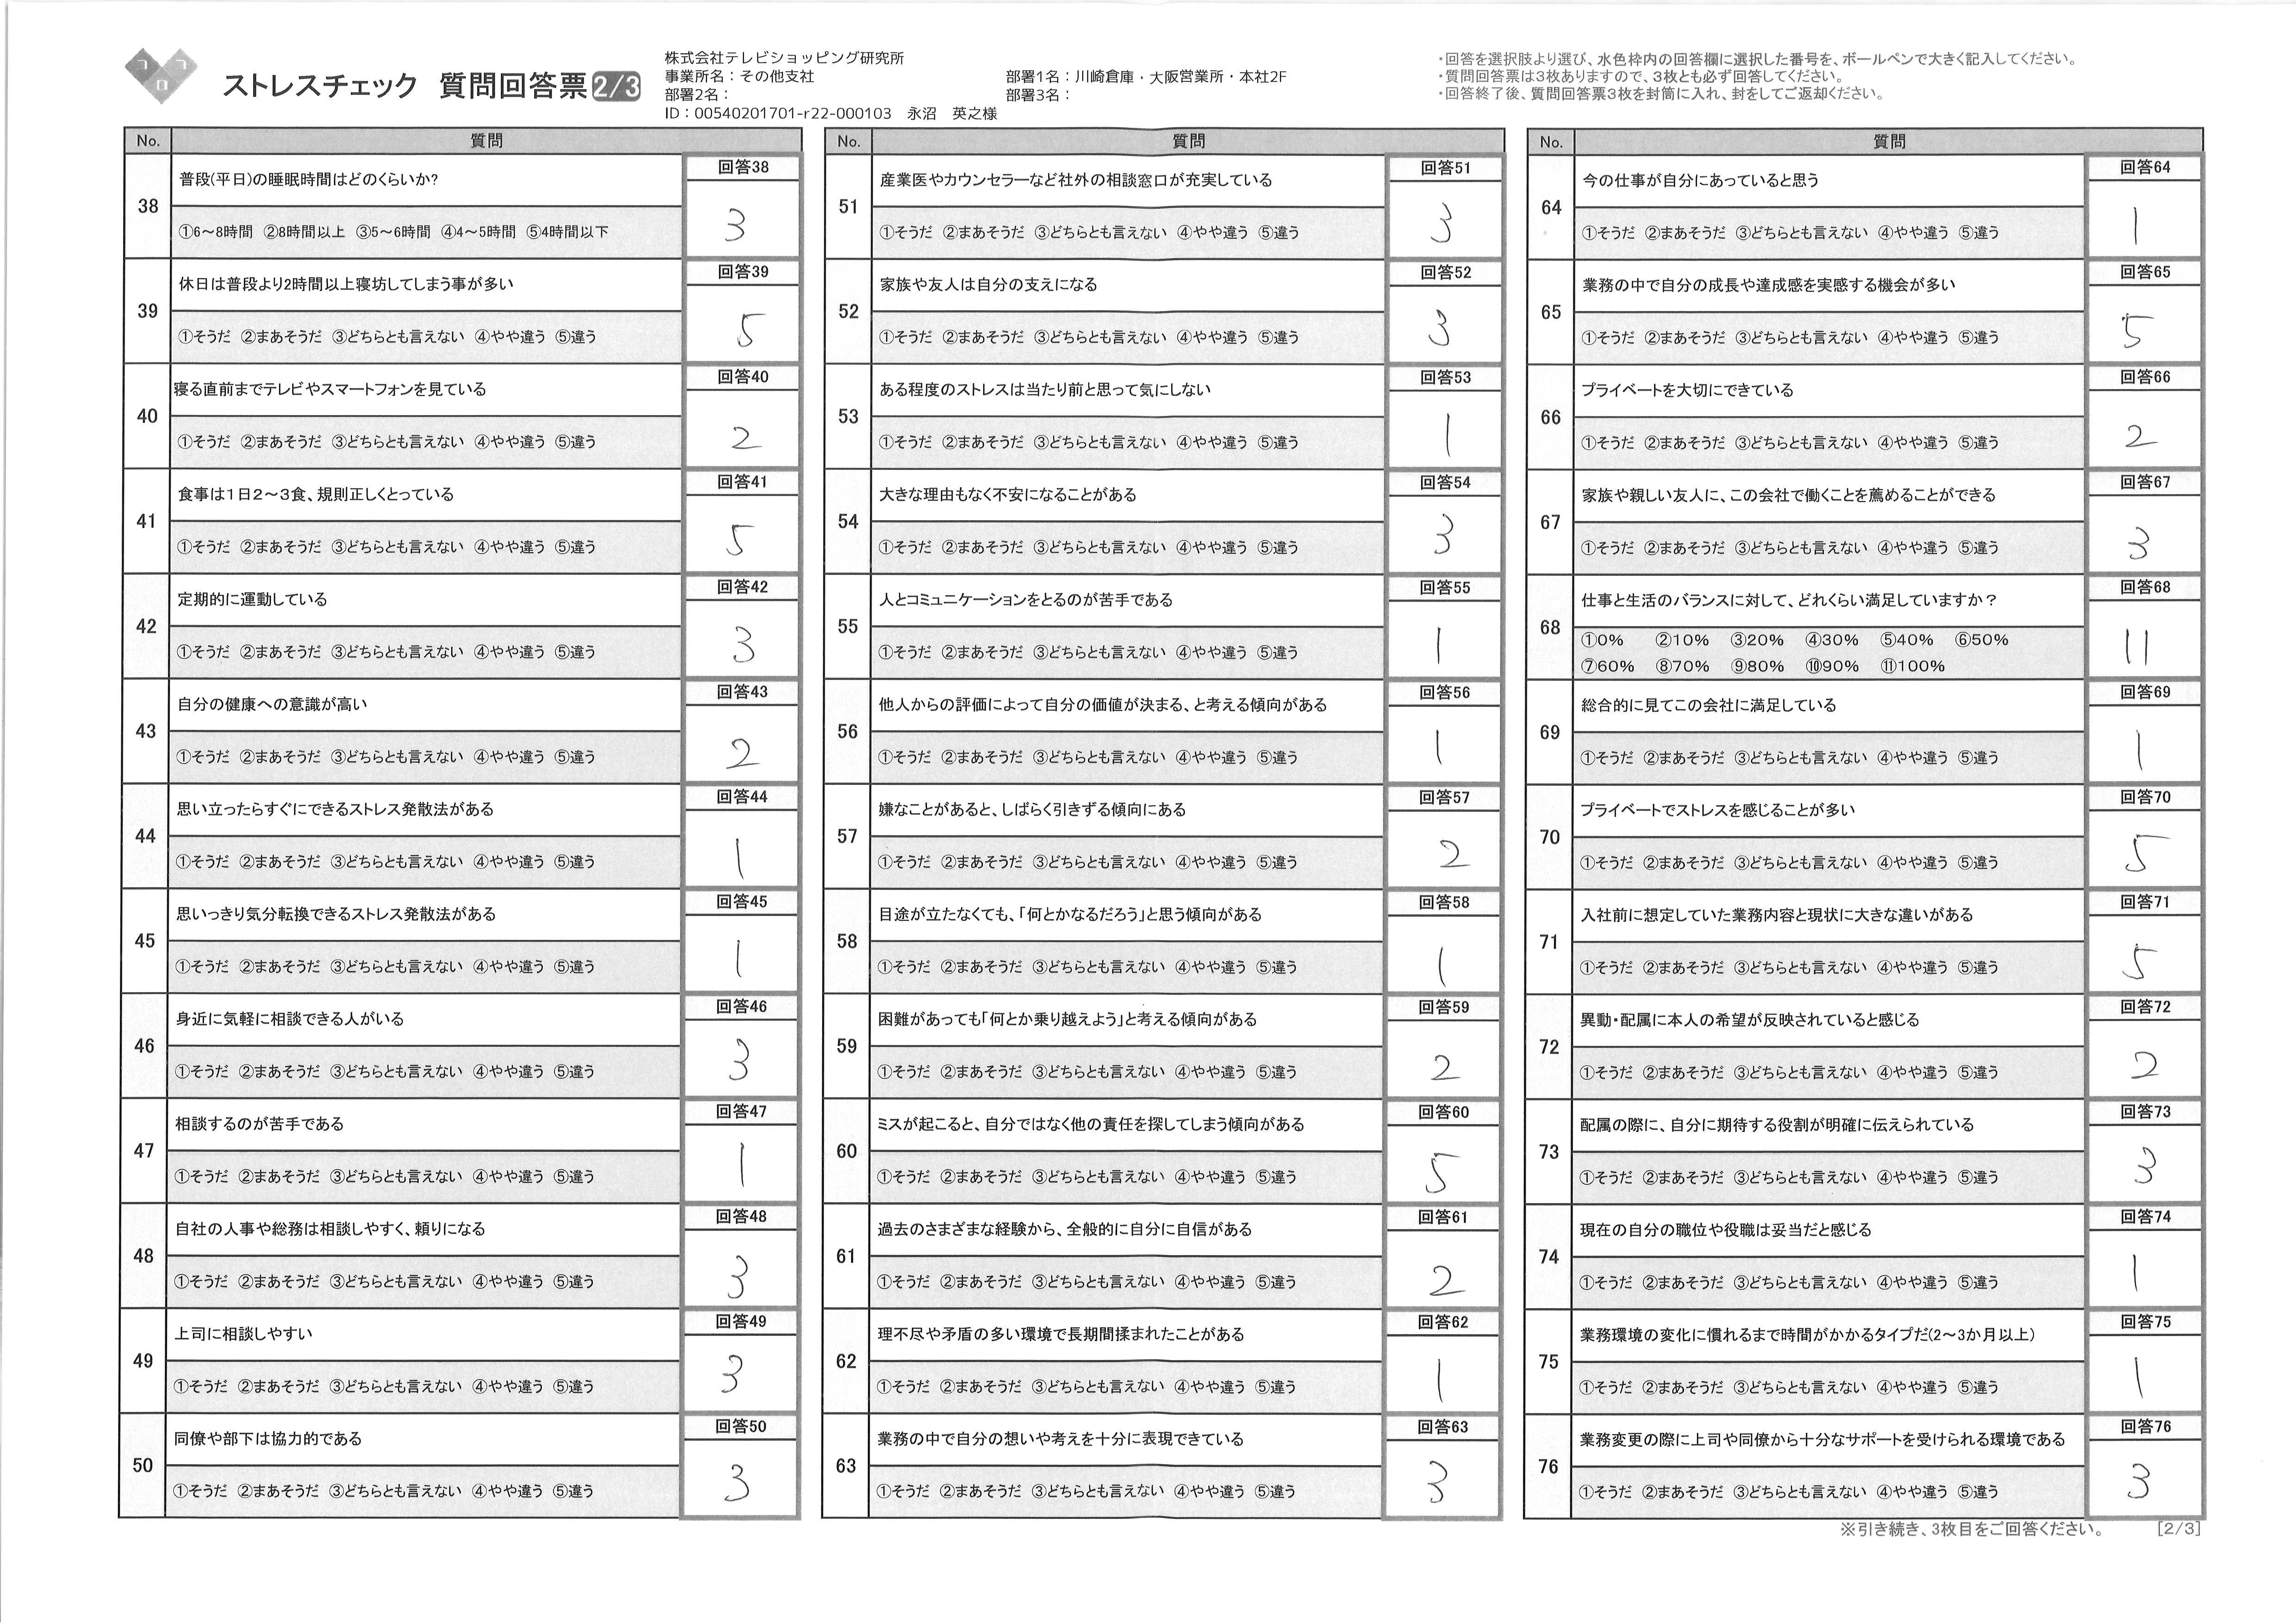 コ コ ロ
ストレスチェック 質問回答票 2/3
株式会社テレビショッピング研究所
事業所名：その他支社 部署1名：川崎倉庫・大阪営業所・本社2F
部署2名： 部署3名：
ID：00540201701-r22-000103 永沼 英之様
・回答を選択肢より選び、水色枠内の回答欄に選択した番号を、ボールペンで大きく記入してください。
・質問回答票は3枚ありますので、3枚とも必ず回答してください。
・回答終了後、質問回答票3枚を封筒に入れ、封をしてご返却ください。
No. 質問
38 普段(平日)の睡眠時間はどのくらいか? 回答38
①6～8時間 ②8時間以上 ③5～6時間 ④4～5時間 ⑤4時間以下 3
39 休日は普段より2時間以上寝坊してしまう事が多い 回答39
①そうだ ②まあそうだ ③どちらとも言えない ④やや違う ⑤違う 5
40 寝る直前までテレビやスマートフォンを見ている 回答40
①そうだ ②まあそうだ ③どちらとも言えない ④やや違う ⑤違う 2
41 食事は1日2～3食、規則正しくとっている 回答41
①そうだ ②まあそうだ ③どちらとも言えない ④やや違う ⑤違う 5
42 定期的に運動している 回答42
①そうだ ②まあそうだ ③どちらとも言えない ④やや違う ⑤違う 3
43 自分の健康への意識が高い 回答43
①そうだ ②まあそうだ ③どちらとも言えない ④やや違う ⑤違う 2
44 思い立ったらすぐにできるストレス発散法がある 回答44
①そうだ ②まあそうだ ③どちらとも言えない ④やや違う ⑤違う 1
45 思いっきり気分転換できるストレス発散法がある 回答45
①そうだ ②まあそうだ ③どちらとも言えない ④やや違う ⑤違う 1
46 身近に気軽に相談できる人がいる 回答46
①そうだ ②まあそうだ ③どちらとも言えない ④やや違う ⑤違う 3
47 相談するのが苦手である 回答47
①そうだ ②まあそうだ ③どちらとも言えない ④やや違う ⑤違う 1
48 自社の人事や総務は相談しやすく、頼りになる 回答48
①そうだ ②まあそうだ ③どちらとも言えない ④やや違う ⑤違う 3
49 上司に相談しやすい 回答49
①そうだ ②まあそうだ ③どちらとも言えない ④やや違う ⑤違う 3
50 同僚や部下は協力的である 回答50
①そうだ ②まあそうだ ③どちらとも言えない ④やや違う ⑤違う 3
No. 質問
51 産業医やカウンセラーなど社外の相談窓口が充実している 回答51
①そうだ ②まあそうだ ③どちらとも言えない ④やや違う ⑤違う 3
52 家族や友人は自分の支えになる 回答52
①そうだ ②まあそうだ ③どちらとも言えない ④やや違う ⑤違う 3
53 ある程度のストレスは当たり前と思って気にしない 回答53
①そうだ ②まあそうだ ③どちらとも言えない ④やや違う ⑤違う 1
54 大きな理由もなく不安になることがある 回答54
①そうだ ②まあそうだ ③どちらとも言えない ④やや違う ⑤違う 3
55 人とコミュニケーションをとるのが苦手である 回答55
①そうだ ②まあそうだ ③どちらとも言えない ④やや違う ⑤違う 1
56 他人からの評価によって自分の価値が決まる、と考える傾向がある 回答56
①そうだ ②まあそうだ ③どちらとも言えない ④やや違う ⑤違う 1
57 嫌なことがあると、しばらく引きずる傾向にある 回答57
①そうだ ②まあそうだ ③どちらとも言えない ④やや違う ⑤違う 2
58 目途が立たなくても、「何とかなるだろう」と思う傾向がある 回答58
①そうだ ②まあそうだ ③どちらとも言えない ④やや違う ⑤違う 1
59 困難があっても「何とか乗り越えよう」と考える傾向がある 回答59
①そうだ ②まあそうだ ③どちらとも言えない ④やや違う ⑤違う 2
60 ミスが起こると、自分ではなく他の責任を探してしまう傾向がある 回答60
①そうだ ②まあそうだ ③どちらとも言えない ④やや違う ⑤違う 5
61 過去のさまざまな経験から、全般的に自分に自信がある 回答61
①そうだ ②まあそうだ ③どちらとも言えない ④やや違う ⑤違う 2
62 理不尽や矛盾の多い環境で長期間揉まれたことがある 回答62
①そうだ ②まあそうだ ③どちらとも言えない ④やや違う ⑤違う 1
63 業務の中で自分の想いや考えを十分に表現できている 回答63
①そうだ ②まあそうだ ③どちらとも言えない ④やや違う ⑤違う 3
No. 質問
64 今の仕事が自分にあっていると思う 回答64
①そうだ ②まあそうだ ③どちらとも言えない ④やや違う ⑤違う 1
65 業務の中で自分の成長や達成感を実感する機会が多い 回答65
①そうだ ②まあそうだ ③どちらとも言えない ④やや違う ⑤違う 5
66 プライベートを大切にできている 回答66
①そうだ ②まあそうだ ③どちらとも言えない ④やや違う ⑤違う 2
67 家族や親しい友人に、この会社で働くことを薦めることができる 回答67
①そうだ ②まあそうだ ③どちらとも言えない ④やや違う ⑤違う 3
68 仕事と生活のバランスに対して、どれくらい満足していますか？ 回答68
①0% ②10% ③20% ④30% ⑤40% ⑥50%
⑦60% ⑧70% ⑨80% ⑩90% ⑪100% 11
69 総合的に見てこの会社に満足している 回答69
①そうだ ②まあそうだ ③どちらとも言えない ④やや違う ⑤違う 1
70 プライベートでストレスを感じることが多い 回答70
①そうだ ②まあそうだ ③どちらとも言えない ④やや違う ⑤違う 5
71 入社前に想定していた業務内容と現状に大きな違いがある 回答71
①そうだ ②まあそうだ ③どちらとも言えない ④やや違う ⑤違う 5
72 異動・配属に本人の希望が反映されていると感じる 回答72
①そうだ ②まあそうだ ③どちらとも言えない ④やや違う ⑤違う 2
73 配属の際に、自分に期待する役割が明確に伝えられている 回答73
①そうだ ②まあそうだ ③どちらとも言えない ④やや違う ⑤違う 3
74 現在の自分の職位や役職は妥当だと感じる 回答74
①そうだ ②まあそうだ ③どちらとも言えない ④やや違う ⑤違う 1
75 業務環境の変化に慣れるまで時間がかかるタイプだ(2～3か月以上) 回答75
①そうだ ②まあそうだ ③どちらとも言えない ④やや違う ⑤違う 1
76 業務変更の際に上司や同僚から十分なサポートを受けられる環境である 回答76
①そうだ ②まあそうだ ③どちらとも言えない ④やや違う ⑤違う 3
※引き続き、3枚目をご回答ください。 [2/3]